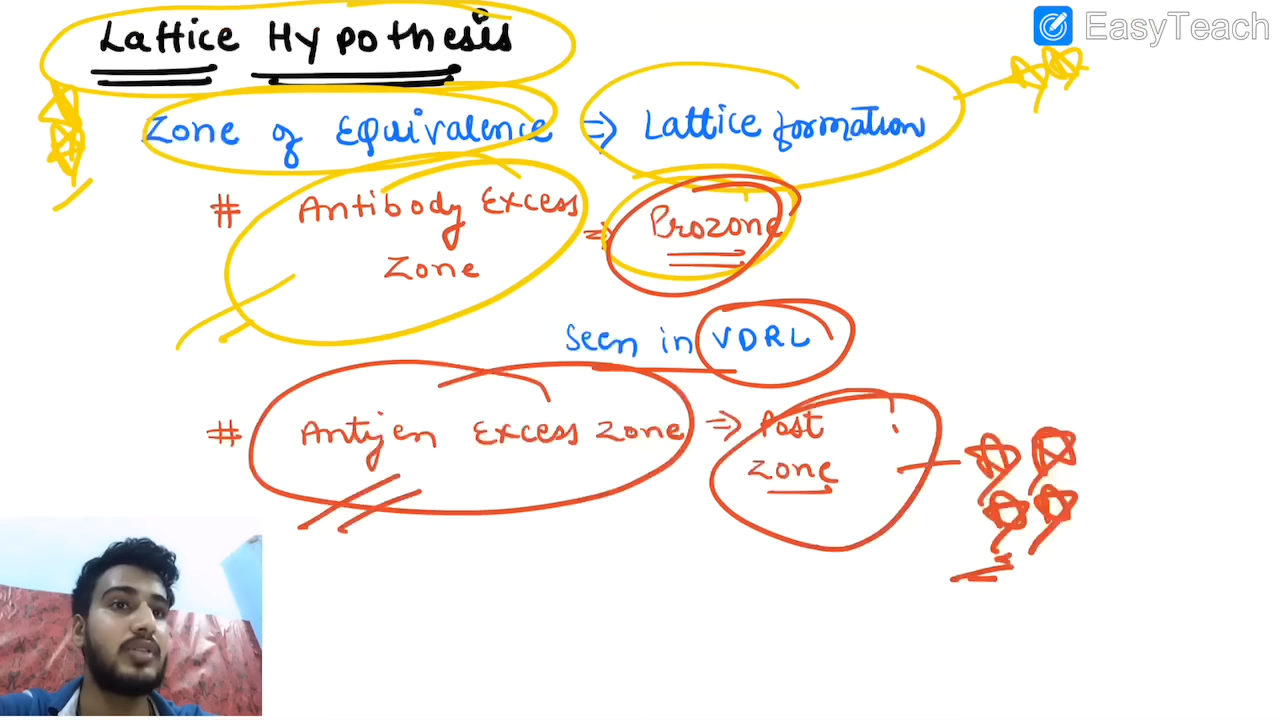 EasyTeach
Lattice Hypothesis
Zone of Equivalence ⇒ Lattice formation
# Antibody Excess ⇒ Prozone
Zone
Seen in VDRL
# Antijen Excess Zone ⇒ Post
zone